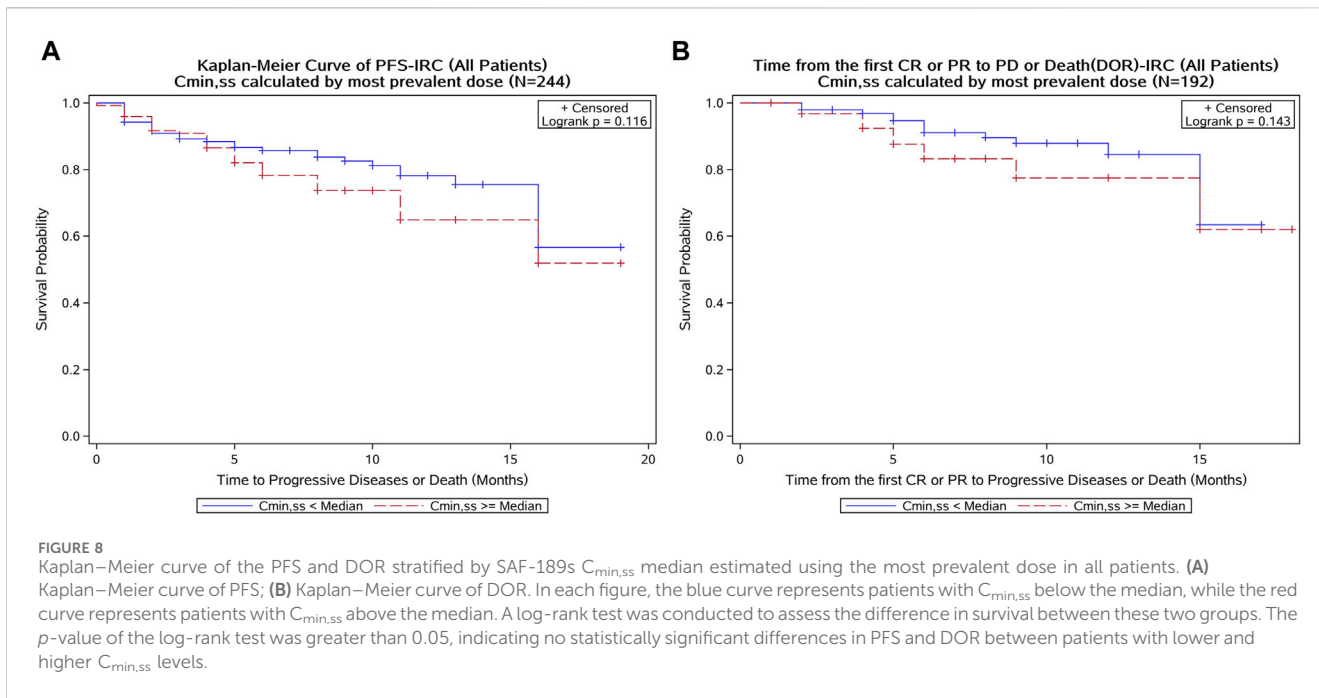 A
Kaplan-Meier Curve of PFS-IRC (All Patients)
Cmin,ss calculated by most prevalent dose (N=244)
+ Censored
Logrank p = 0.116
1.0
0.8
0.6
0.4
0.2
0.0
Survival Probability
0
5
10
15
20
Time to Progressive Diseases or Death (Months)
Cmin,ss < Median
Cmin,ss >= Median
B
Time from the first CR or PR to PD or Death(DOR)-IRC (All Patients)
Cmin,ss calculated by most prevalent dose (N=192)
+ Censored
Logrank p = 0.143
1.0
0.8
0.6
0.4
0.2
0.0
Survival Probability
0
5
10
15
Time from the first CR or PR to Progressive Diseases or Death (Months)
Cmin,ss < Median
Cmin,ss >= Median
FIGURE 8
Kaplan–Meier curve of the PFS and DOR stratified by SAF-189s Cmin,ss median estimated using the most prevalent dose in all patients. (A)
Kaplan–Meier curve of PFS; (B) Kaplan–Meier curve of DOR. In each figure, the blue curve represents patients with Cmin,ss below the median, while the red
curve represents patients with Cmin,ss above the median. A log-rank test was conducted to assess the difference in survival between these two groups. The
p-value of the log-rank test was greater than 0.05, indicating no statistically significant differences in PFS and DOR between patients with lower and
higher Cmin,ss levels.